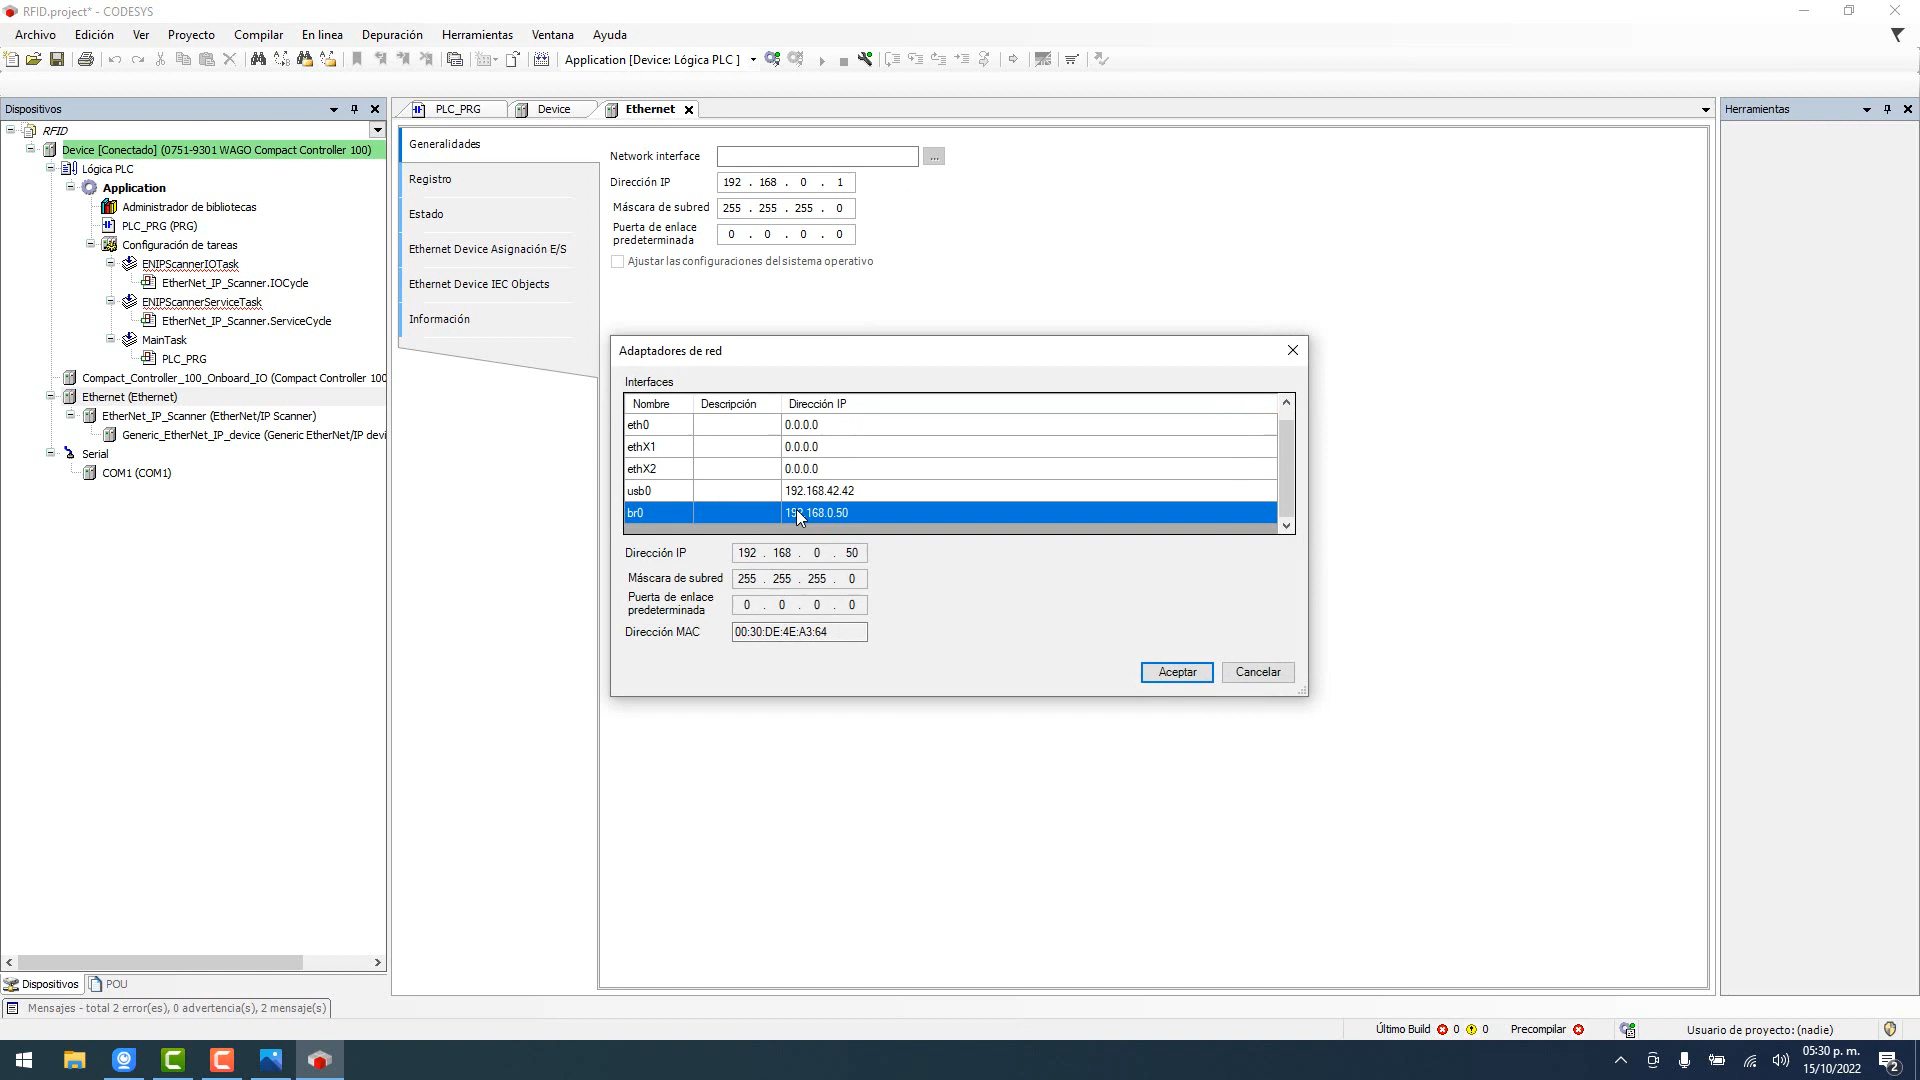 RFID.project* - CODESYS
Archivo Edición Ver Proyecto Compilar En linea Depuración Herramientas Ventana Ayuda
Application [Device: Lógica PLC ]
Dispositivos
RFID
Device [Conectado] (0751-9301 WAGO Compact Controller 100)
Lógica PLC
Application
Administrador de bibliotecas
PLC_PRG (PRG)
Configuración de tareas
ENIPScannerIOTask
EtherNet_IP_Scanner.IOCycle
ENIPScannerServiceTask
EtherNet_IP_Scanner.ServiceCycle
MainTask
PLC_PRG
Compact_Controller_100_Onboard_IO (Compact Controller 100
Ethernet (Ethernet)
EtherNet_IP_Scanner (EtherNet/IP Scanner)
Generic_EtherNet_IP_device (Generic EtherNet/IP devi
Serial
COM1 (COM1)
Dispositivos POU
PLC_PRG Device Ethernet
Generalidades
Registro
Estado
Ethernet Device Asignación E/S
Ethernet Device IEC Objects
Información
Network interface ...
Dirección IP 192 . 168 . 0 . 1
Máscara de subred 255 . 255 . 255 . 0
Puerta de enlace
predeterminada 0 . 0 . 0 . 0
Ajustar las configuraciones del sistema operativo
Adaptadores de red
Interfaces
Nombre Descripción Dirección IP
eth0 0.0.0.0
ethX1 0.0.0.0
ethX2 0.0.0.0
usb0 192.168.42.42
br0 192.168.0.50
Dirección IP 192 . 168 . 0 . 50
Máscara de subred 255 . 255 . 255 . 0
Puerta de enlace
predeterminada 0 . 0 . 0 . 0
Dirección MAC 00:30:DE:4E:A3:64
Aceptar Cancelar
Herramientas
Mensajes - total 2 error(es), 0 advertencia(s), 2 mensaje(s)
Último Build 0 0 Precompilar Usuario de proyecto: (nadie)
05:30 p. m.
15/10/2022
2